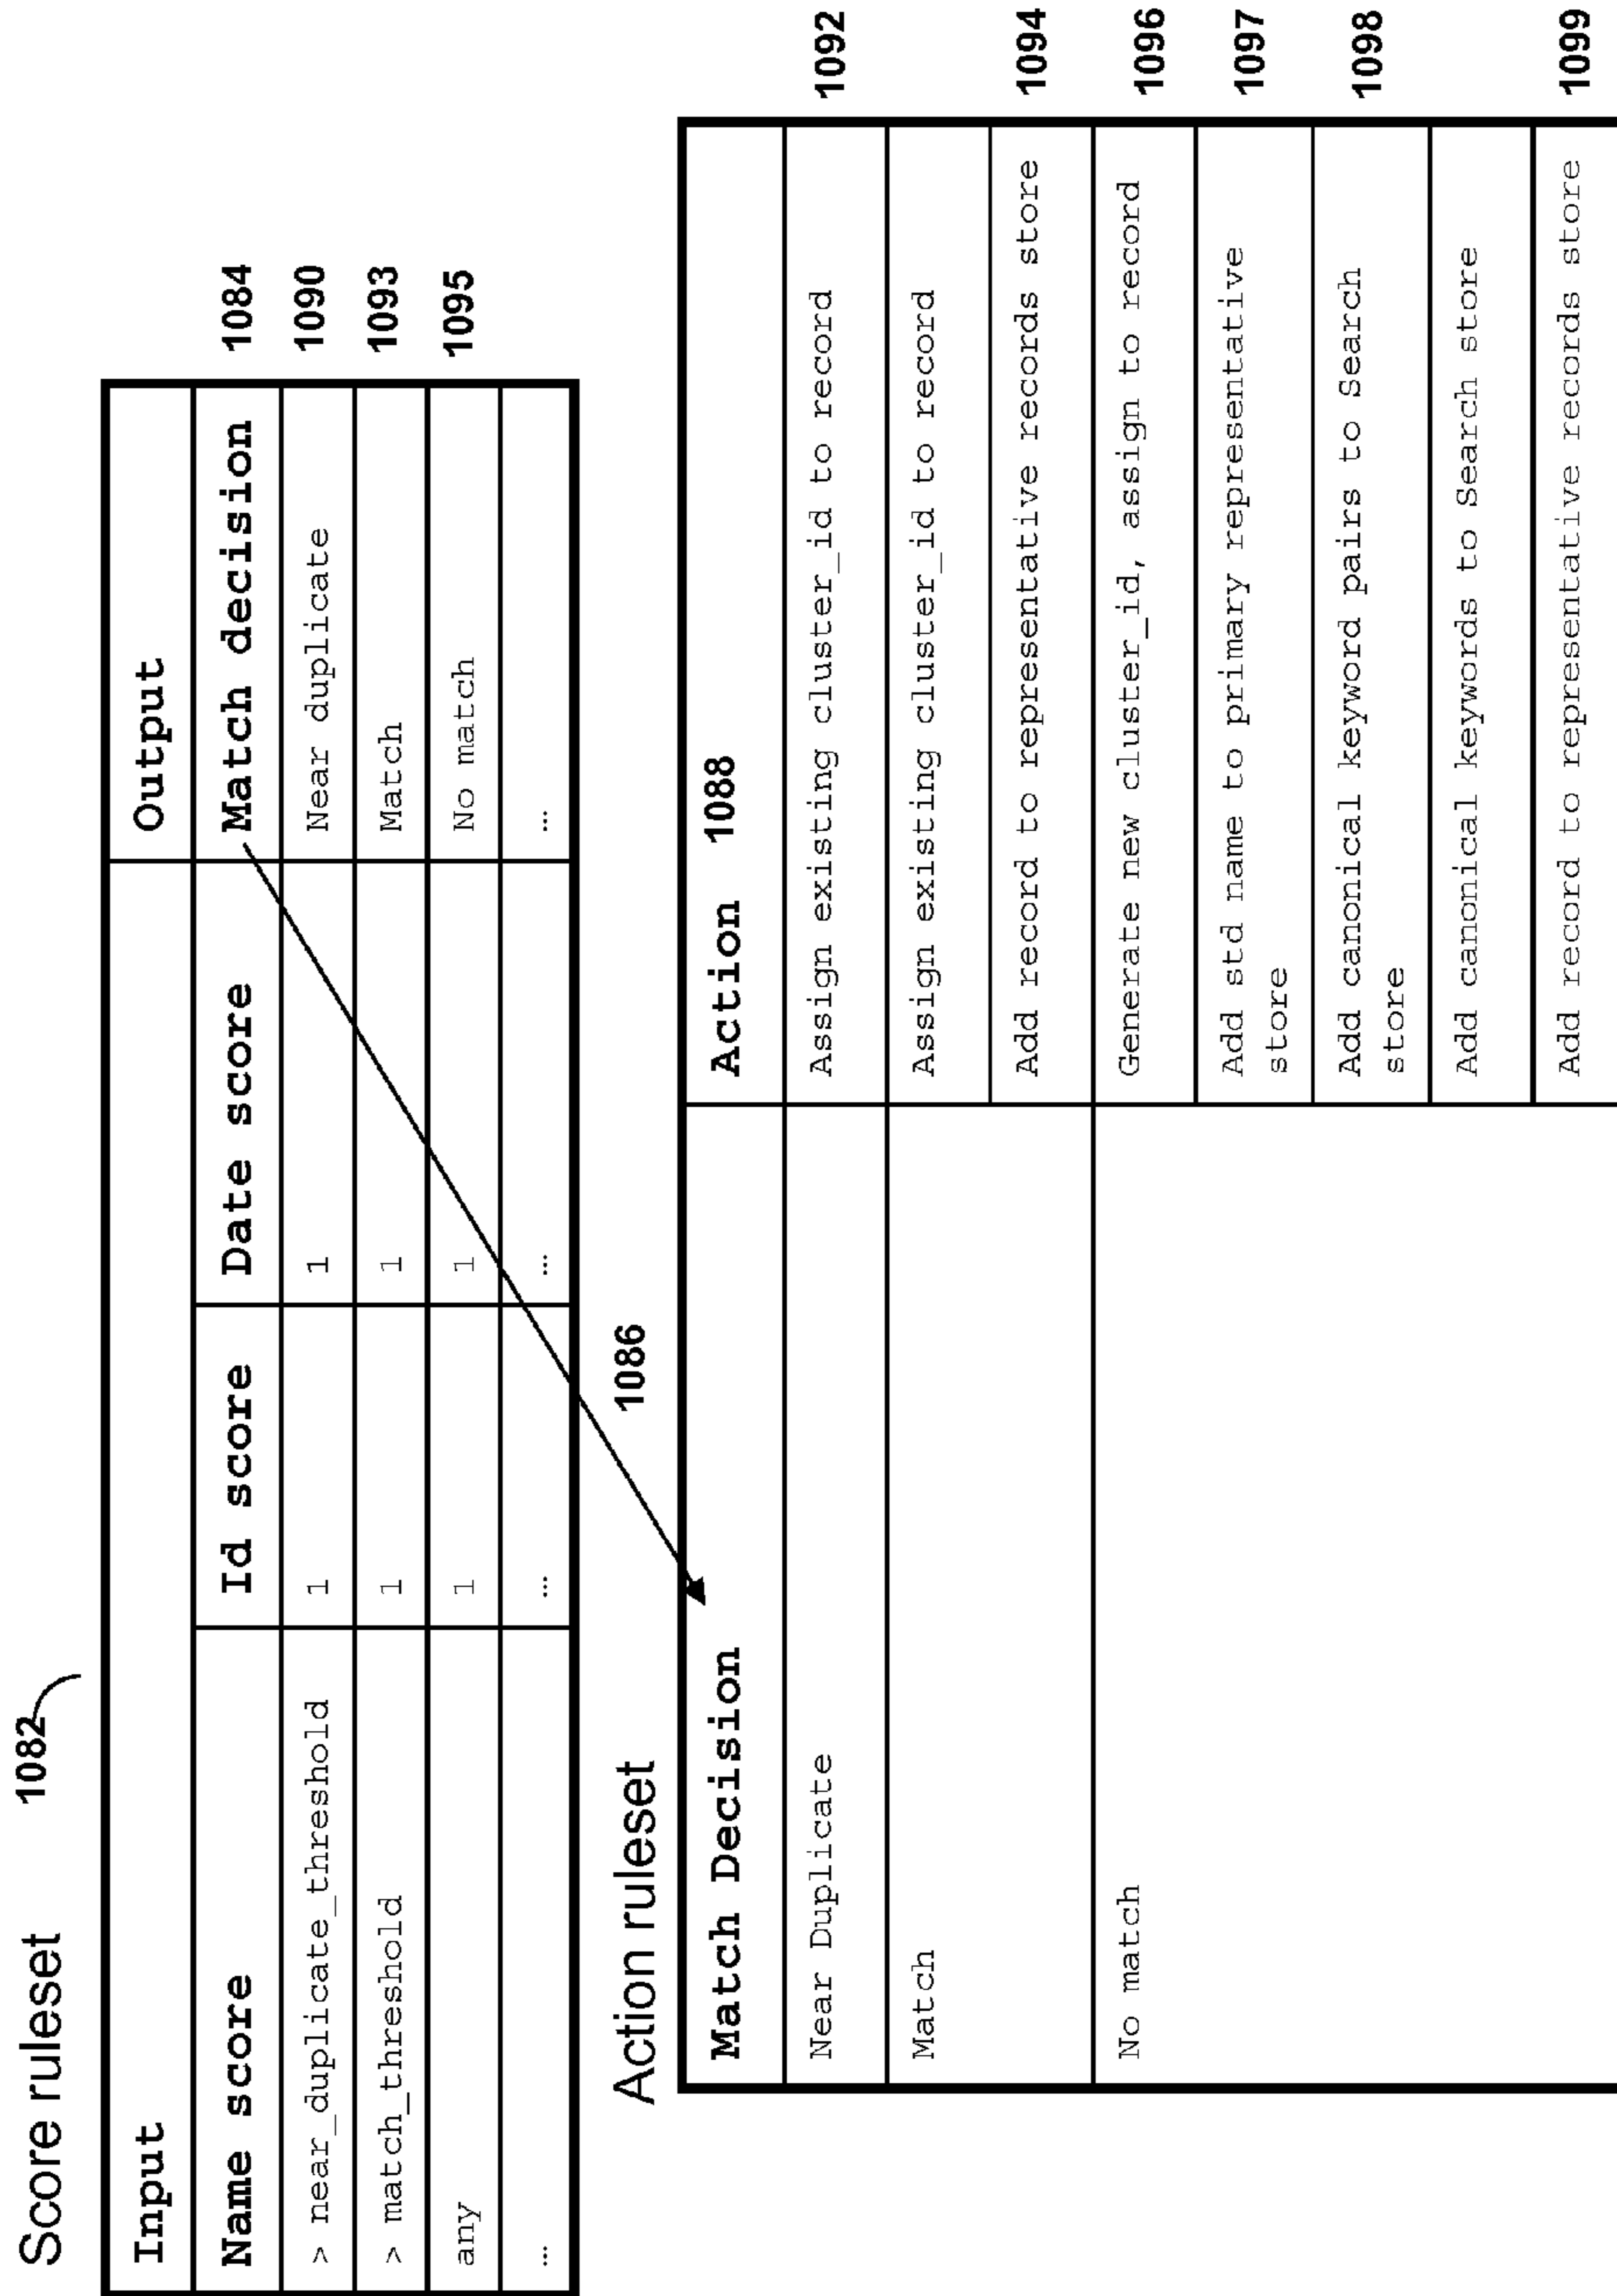 Score ruleset 1082
Input Output
Name score Id score Date score Match decision 1084
> near_duplicate_threshold 1 1 Near duplicate 1090
> match_threshold 1 1 Match 1093
any 1 1 No match 1095
... ... ... ...
Action ruleset 1086
Match Decision Action 1088
Near Duplicate Assign existing cluster_id to record 1092
Match Assign existing cluster_id to record
Add record to representative records store 1094
No match Generate new cluster_id, assign to record 1096
Add std name to primary representative 1097
store
Add canonical keyword pairs to Search 1098
store
Add canonical keywords to Search store
Add record to representative records store 1099